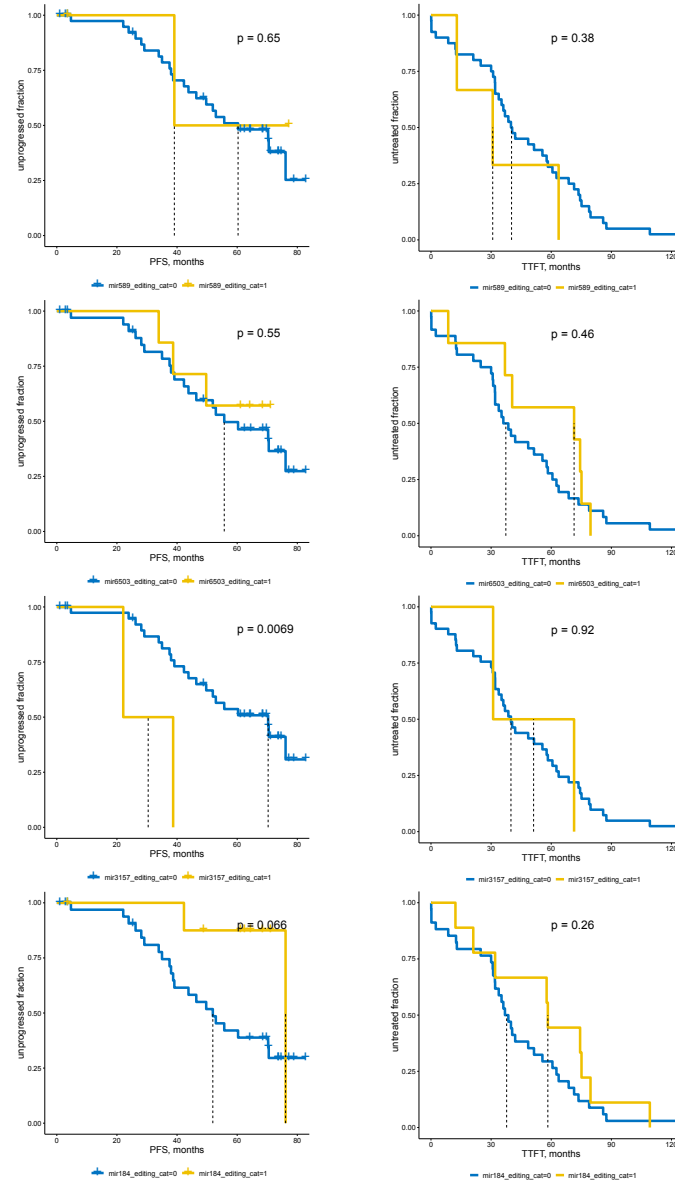 p = 0.65
unprogressed fraction
1.00
0.75
0.50
0.25
0.00
0 20 40 60 80
PFS, months
mir589_editing_cat=0 mir589_editing_cat=1
p = 0.38
untreated fraction
1.00
0.75
0.50
0.25
0.00
0 30 60 90 120
TTFT, months
mir589_editing_cat=0 mir589_editing_cat=1
p = 0.55
unprogressed fraction
1.00
0.75
0.50
0.25
0.00
0 20 40 60 80
PFS, months
mir6503_editing_cat=0 mir6503_editing_cat=1
p = 0.46
untreated fraction
1.00
0.75
0.50
0.25
0.00
0 30 60 90 120
TTFT, months
mir6503_editing_cat=0 mir6503_editing_cat=1
p = 0.0069
unprogressed fraction
1.00
0.75
0.50
0.25
0.00
0 20 40 60 80
PFS, months
mir3157_editing_cat=0 mir3157_editing_cat=1
p = 0.92
untreated fraction
1.00
0.75
0.50
0.25
0.00
0 30 60 90 120
TTFT, months
mir3157_editing_cat=0 mir3157_editing_cat=1
p = 0.066
unprogressed fraction
1.00
0.75
0.50
0.25
0.00
0 20 40 60 80
PFS, months
mir184_editing_cat=0 mir184_editing_cat=1
p = 0.26
untreated fraction
1.00
0.75
0.50
0.25
0.00
0 30 60 90 120
TTFT, months
mir184_editing_cat=0 mir184_editing_cat=1